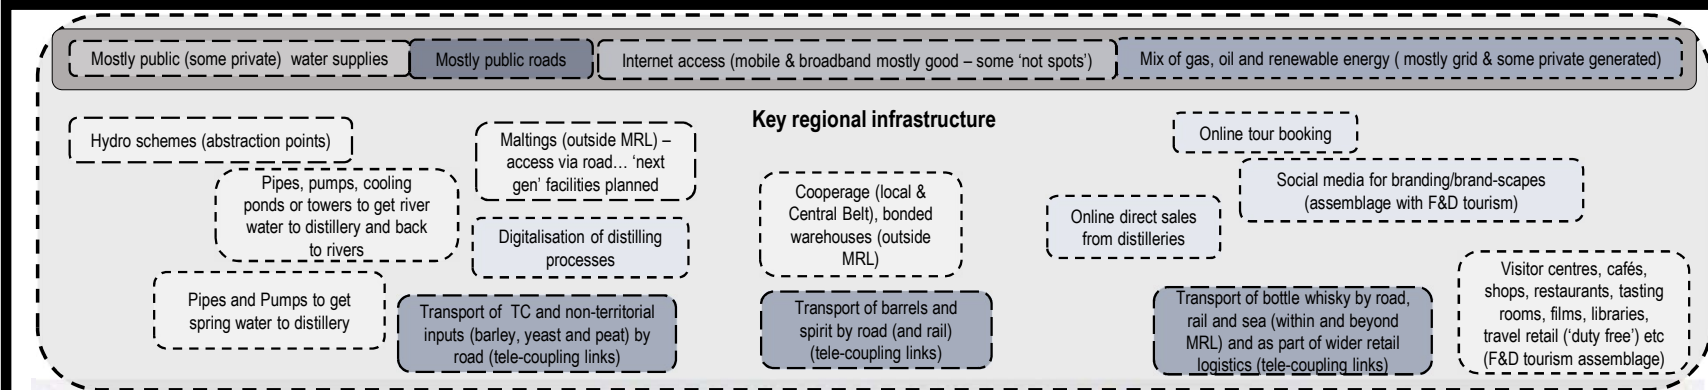 Mostly public (some private) water supplies
Mostly public roads
Internet access (mobile & broadband mostly good – some ‘not spots’)
Mix of gas, oil and renewable energy ( mostly grid & some private generated)
Key regional infrastructure
Hydro schemes (abstraction points)
Pipes, pumps, cooling
ponds or towers to get river
water to distillery and back
to rivers
Pipes and Pumps to get
spring water to distillery
Maltings (outside MRL) –
access via road… ‘next
gen’ facilities planned
Digitalisation of distilling
processes
Transport of TC and non-territorial
inputs (barley, yeast and peat) by
road (tele-coupling links)
Cooperage (local &
Central Belt), bonded
warehouses (outside
MRL)
Transport of barrels and
spirit by road (and rail)
(tele-coupling links)
Online tour booking
Social media for branding/brand-scapes
(assemblage with F&D tourism)
Online direct sales
from distilleries
Transport of bottle whisky by road,
rail and sea (within and beyond
MRL) and as part of wider retail
logistics (tele-coupling links)
Visitor centres, cafés,
shops, restaurants, tasting
rooms, films, libraries,
travel retail (‘duty free’) etc
(F&D tourism assemblage)